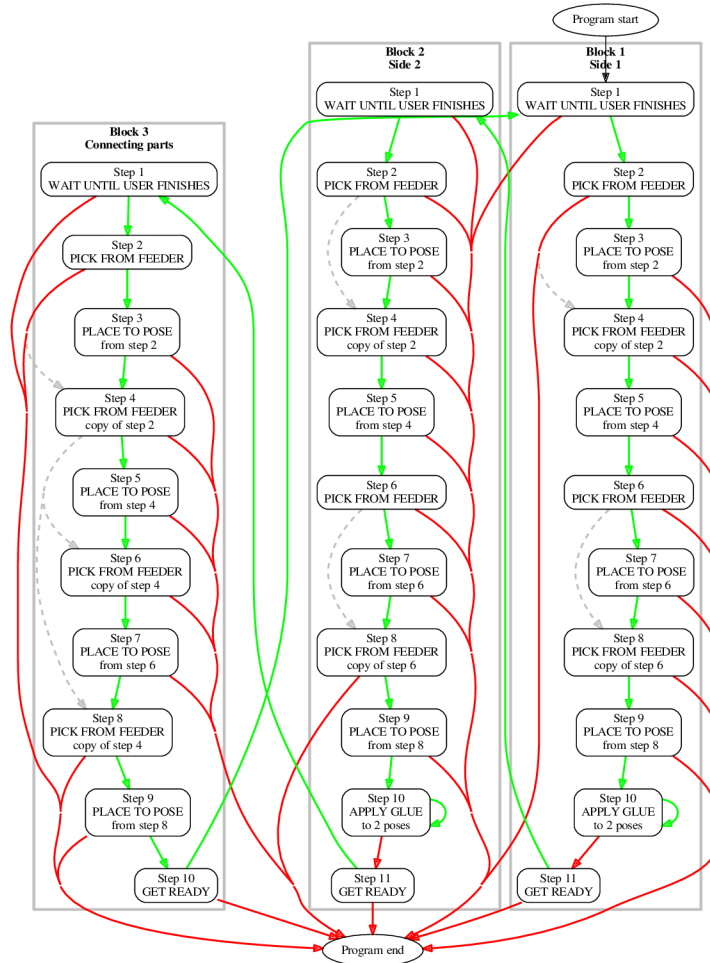 Program start
Block 1
Side 1
Step 1
WAIT UNTIL USER FINISHES
Step 2
PICK FROM FEEDER
Step 3
PLACE TO POSE
from step 2
Step 4
PICK FROM FEEDER
copy of step 2
Step 5
PLACE TO POSE
from step 4
Step 6
PICK FROM FEEDER
Step 7
PLACE TO POSE
from step 6
Step 8
PICK FROM FEEDER
copy of step 6
Step 9
PLACE TO POSE
from step 8
Step 10
APPLY GLUE
to 2 poses
Step 11
GET READY
Block 2
Side 2
Step 1
WAIT UNTIL USER FINISHES
Step 2
PICK FROM FEEDER
Step 3
PLACE TO POSE
from step 2
Step 4
PICK FROM FEEDER
copy of step 2
Step 5
PLACE TO POSE
from step 4
Step 6
PICK FROM FEEDER
Step 7
PLACE TO POSE
from step 6
Step 8
PICK FROM FEEDER
copy of step 6
Step 9
PLACE TO POSE
from step 8
Step 10
APPLY GLUE
to 2 poses
Step 11
GET READY
Block 3
Connecting parts
Step 1
WAIT UNTIL USER FINISHES
Step 2
PICK FROM FEEDER
Step 3
PLACE TO POSE
from step 2
Step 4
PICK FROM FEEDER
copy of step 2
Step 5
PLACE TO POSE
from step 4
Step 6
PICK FROM FEEDER
copy of step 4
Step 7
PLACE TO POSE
from step 6
Step 8
PICK FROM FEEDER
copy of step 4
Step 9
PLACE TO POSE
from step 8
Step 10
GET READY
Program end